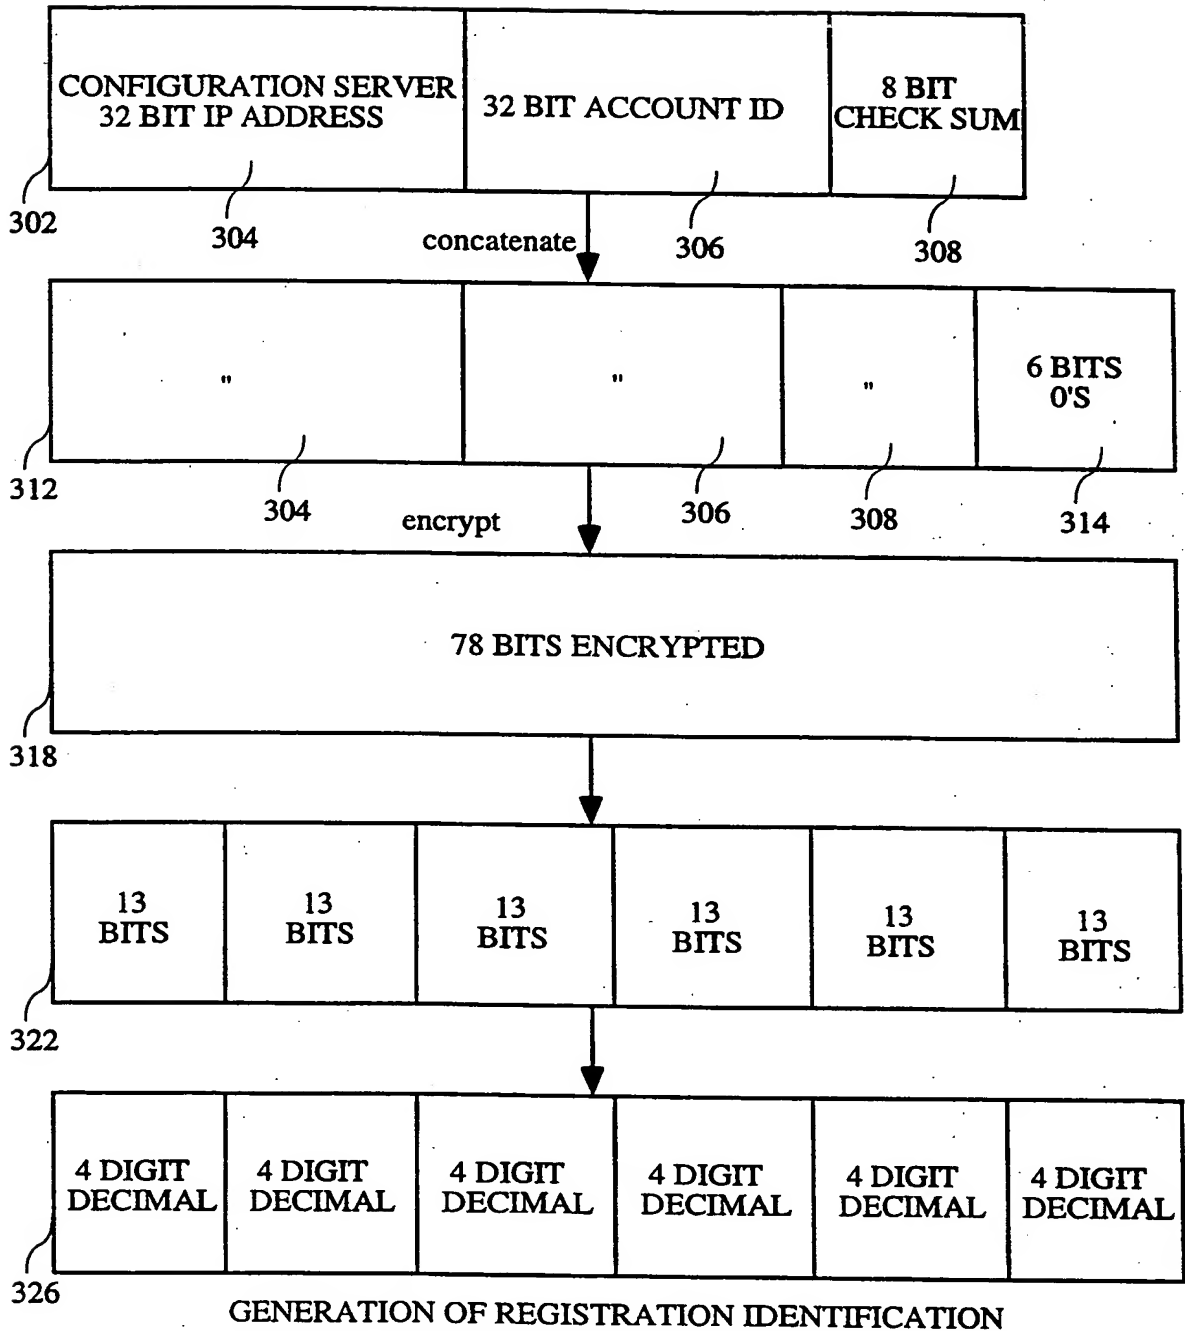 CONFIGURATION SERVER
32 BIT IP ADDRESS
32 BIT ACCOUNT ID
8 BIT
CHECK SUM
302
304
concatenate
306
308
"
"
"
6 BITS
0'S
312
304
encrypt
306
308
314
78 BITS ENCRYPTED
318
13
BITS
13
BITS
13
BITS
13
BITS
13
BITS
13
BITS
322
4 DIGIT
DECIMAL
4 DIGIT
DECIMAL
4 DIGIT
DECIMAL
4 DIGIT
DECIMAL
4 DIGIT
DECIMAL
4 DIGIT
DECIMAL
326
GENERATION OF REGISTRATION IDENTIFICATION